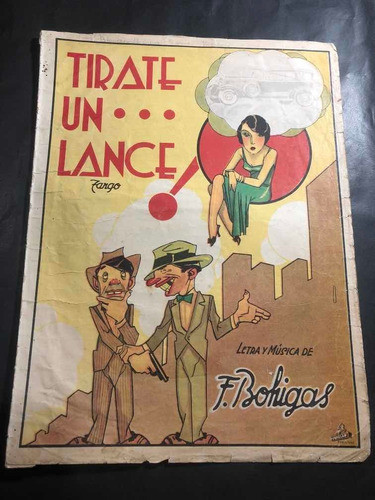 TIRATE
UN...
LANCE!
Tango
LETRA Y MÚSICA DE
F. Bohigas